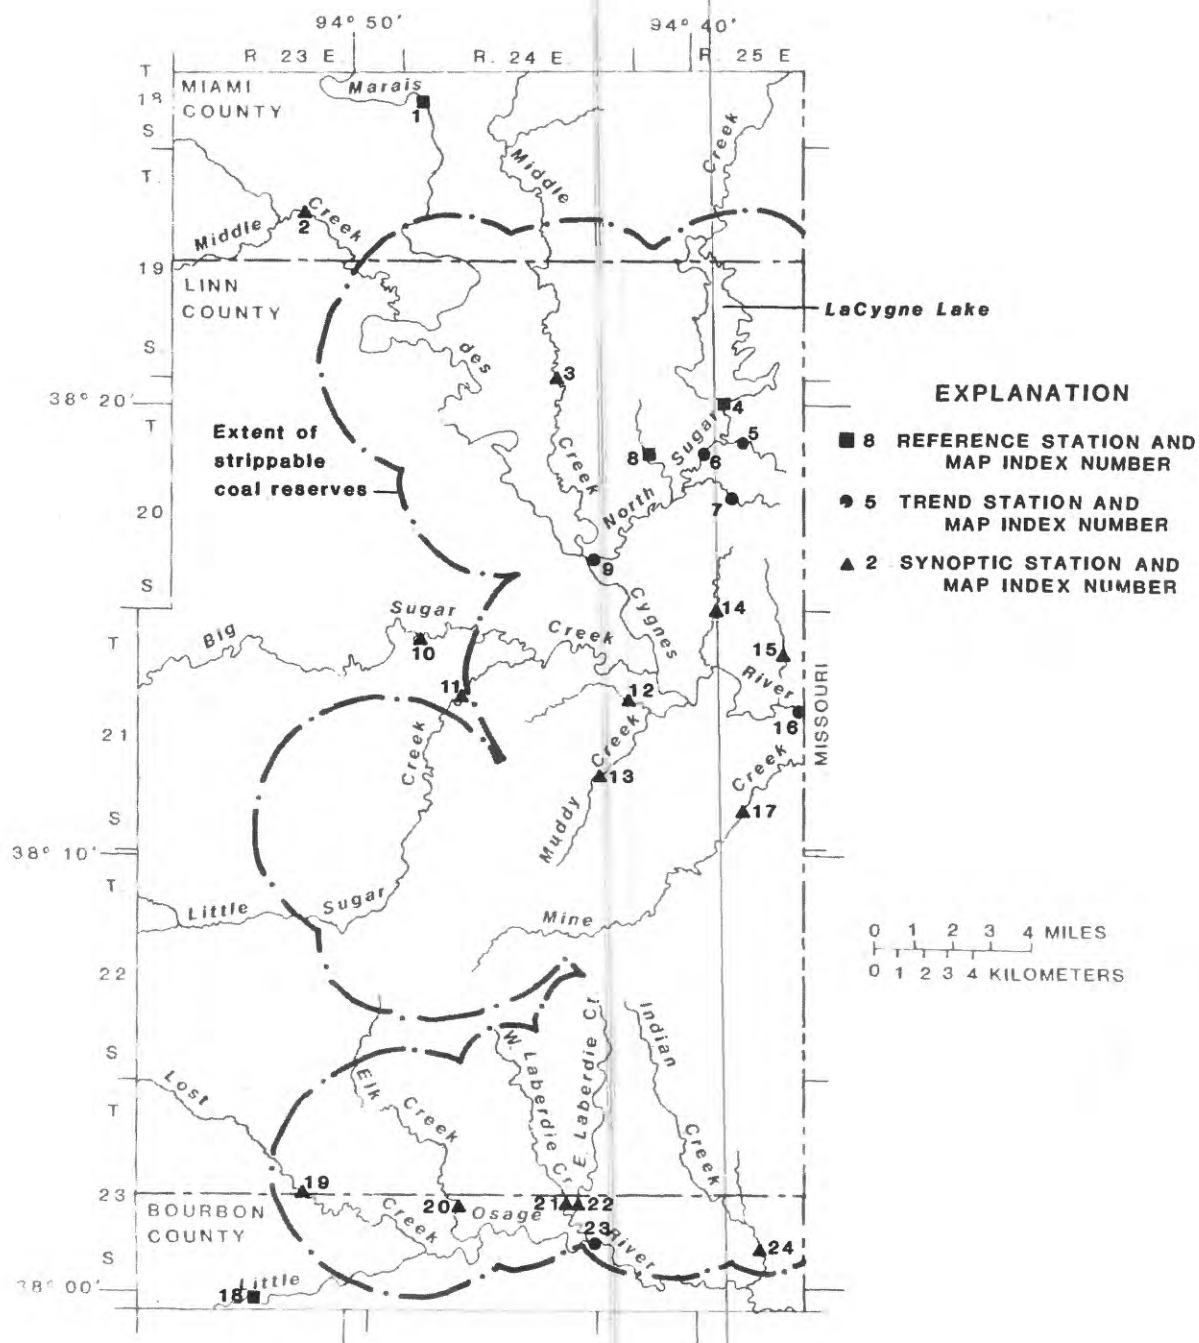 94° 50' 94° 40'
R. 23 E. R. 24 E. R. 25 E
T
18
S.
MIAMI
COUNTY
Marais
1
Middle
Creek
T.
2
Creek
Middle
19
LINN
COUNTY
LaCygne Lake
S.
des
3
38° 20'
4
T
Extent of
strippable
coal reserves
Creek
8
Sugar
5
6
7
North
20
9
S
Cygnes
14
T
Big
Sugar
10
Creek
15
11
12
River
16
21
Creek
Creek
MISSOURI
13
Creek
17
S
Muddy
38° 10'
T.
Little
Sugar
Mine
22
S
W. Laberdie Cr
E. Laberdie Cr
Indian
Creek
Lost
Elk
Creek
T
19
23
BOURBON
COUNTY
20
21
22
Creek
Osage
23
River
24
S
38° 00'
18
Little
EXPLANATION
8 REFERENCE STATION AND
MAP INDEX NUMBER
5 TREND STATION AND
MAP INDEX NUMBER
2 SYNOPTIC STATION AND
MAP INDEX NUMBER
0 1 2 3 4 MILES
0 1 2 3 4 KILOMETERS